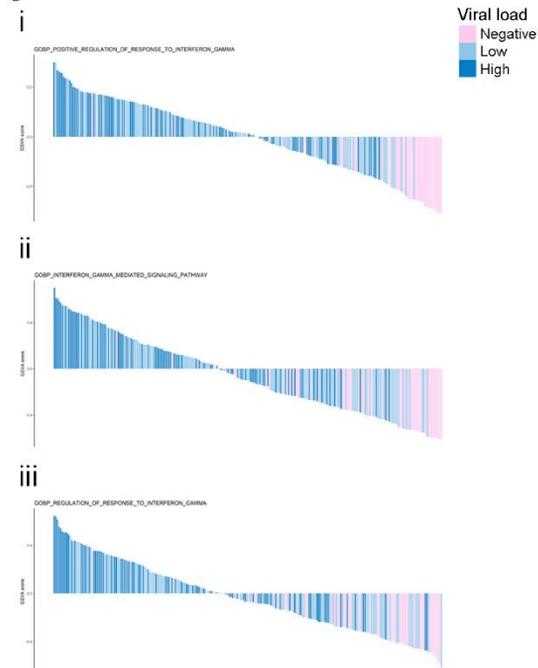 i
Viral load
Negative
Low
High
GOBP_POSITIVE_REGULATION_OF_RESPONSE_TO_INTERFERON_GAMMA
GSVA score
ii
GOBP_INTERFERON_GAMMA_MEDIATED_SIGNALING_PATHWAY
GSVA score
iii
GOBP_REGULATION_OF_RESPONSE_TO_INTERFERON_GAMMA
GSVA score